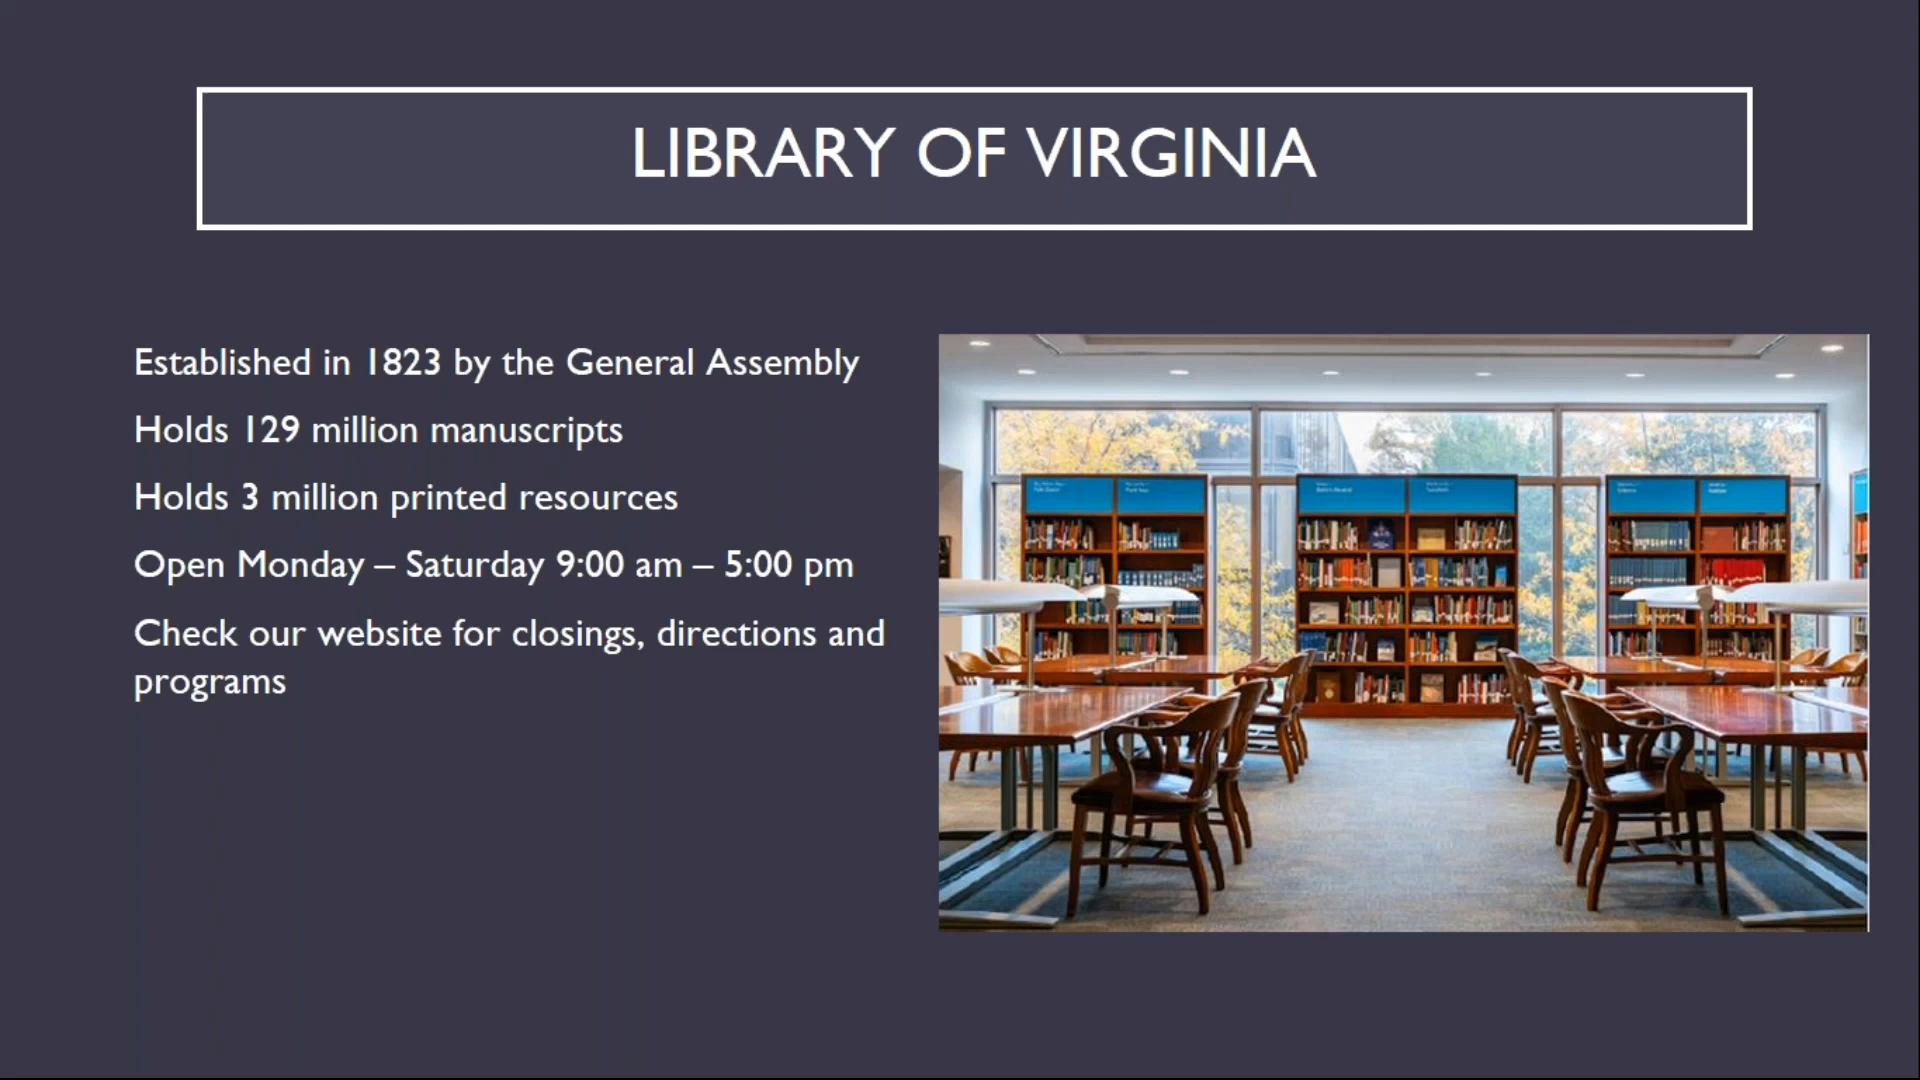 LIBRARY OF VIRGINIA
Established in 1823 by the General Assembly
Holds 129 million manuscripts
Holds 3 million printed resources
Open Monday – Saturday 9:00 am – 5:00 pm
Check our website for closings, directions and
programs